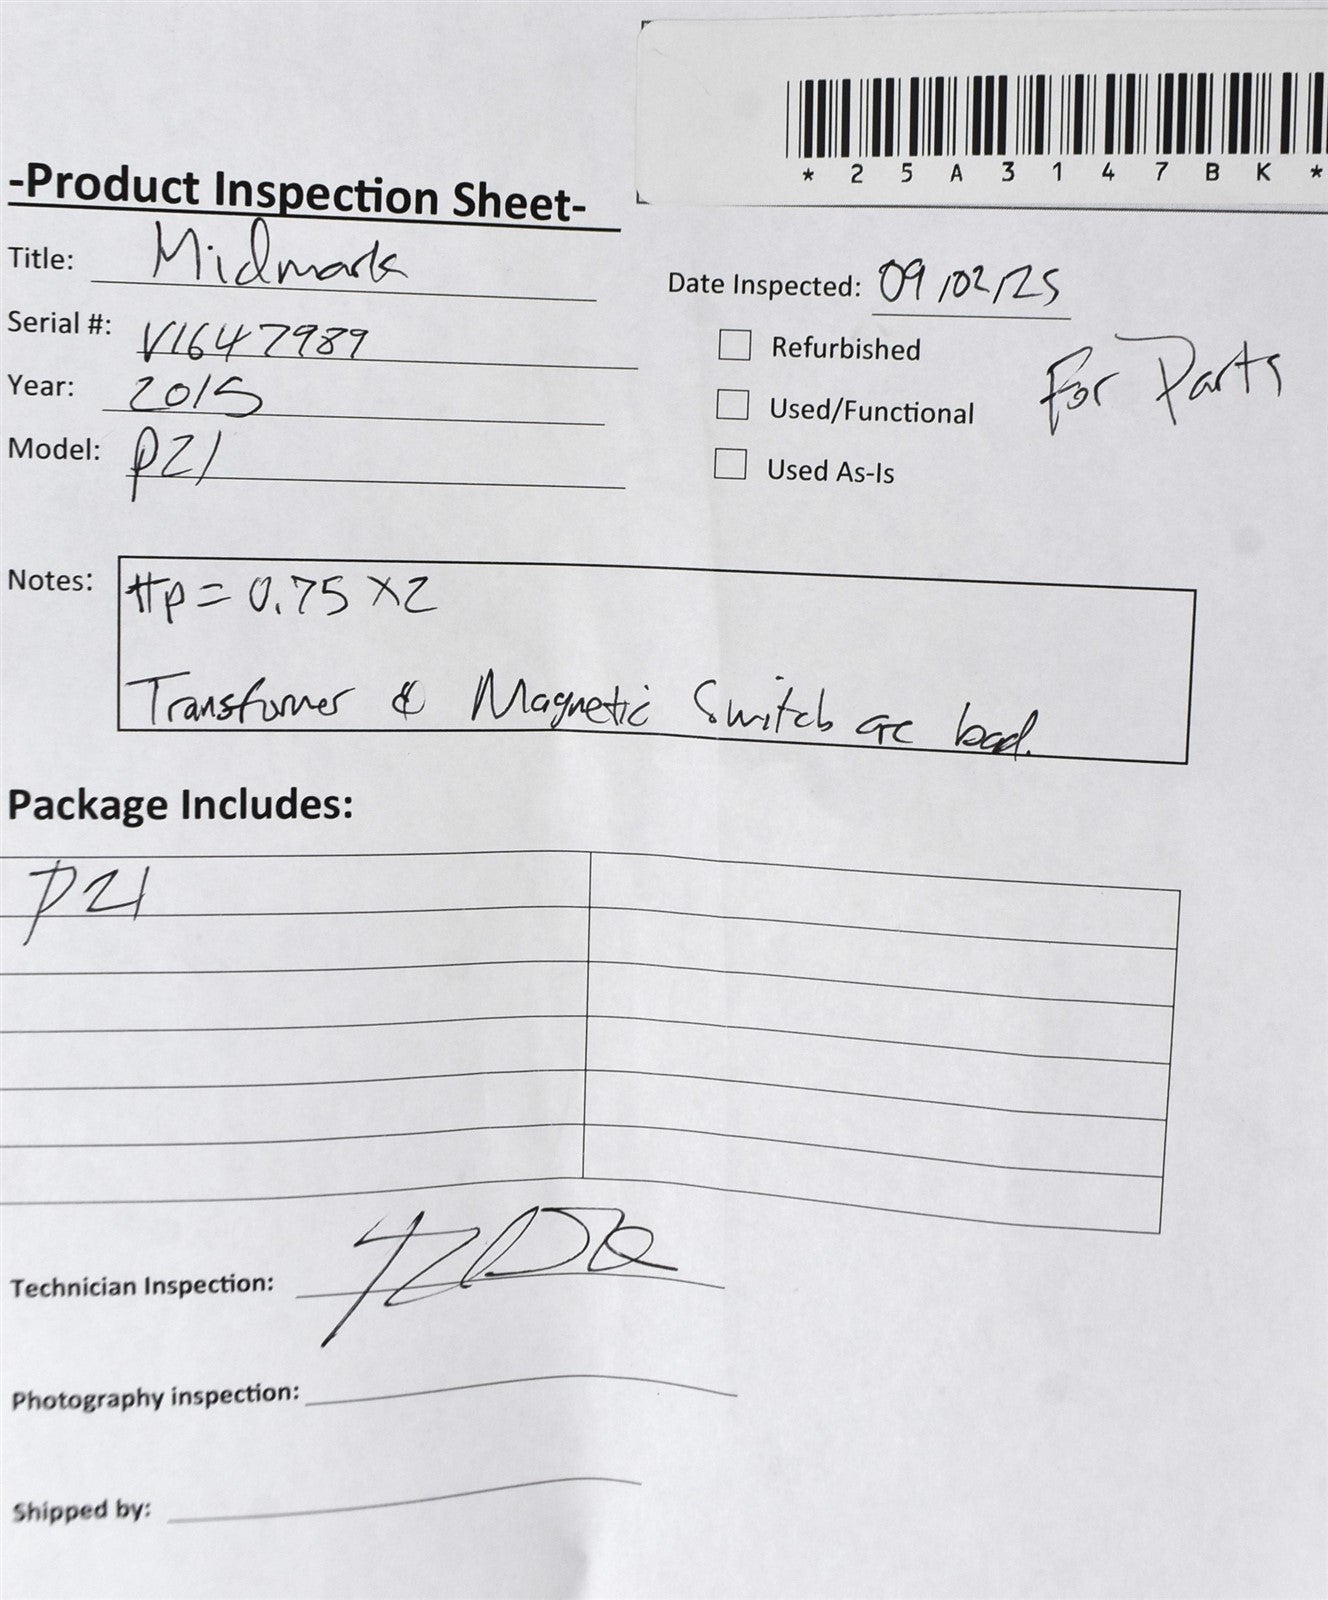 *25A3147BK*
-Product Inspection Sheet-
Title: Midmark
Date Inspected: 09/02/25
Serial #: V1647989
Refurbished
For Parts
Year: 2015
Used/Functional
Model: P21
Used As-Is
Notes: Hp = 0.75 X2
Transformer & Magnetic Switch are bad.
Package Includes:
P21
Technician Inspection:
Photography inspection:
Shipped by: